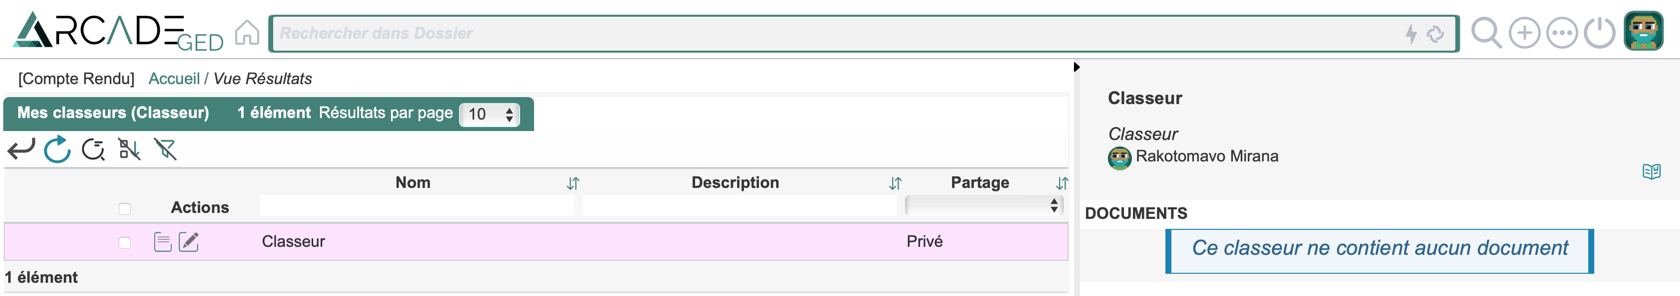 ARCADE GED
Rechercher dans Dossier
[Compte Rendu] Accueil / Vue Résultats
Mes classeurs (Classeur) 1 élément Résultats par page 10
Nom Description Partage
Actions
Classeur Privé
1 élément
Classeur
Classeur
Rakotomavo Mirana
DOCUMENTS
Ce classeur ne contient aucun document